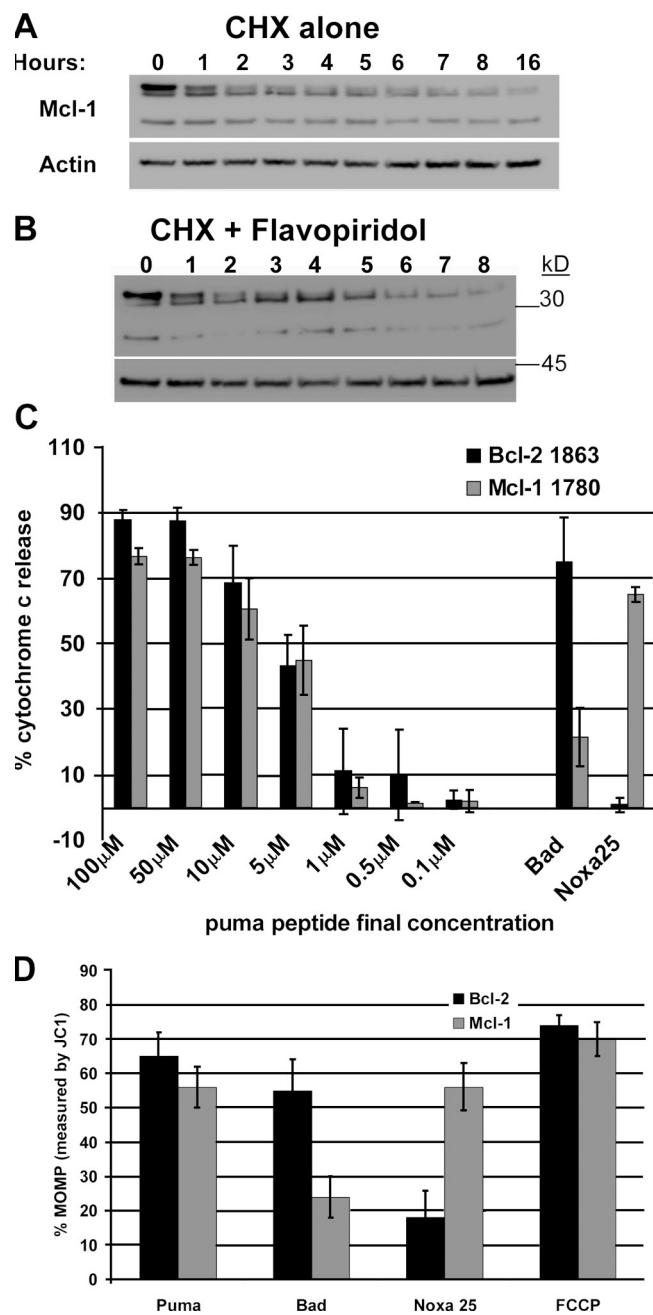 A
CHX alone
Hours: 0 1 2 3 4 5 6 7 8 16
Mcl-1
Actin
B
CHX + Flavopiridol
0 1 2 3 4 5 6 7 8 kD
30
45
C
110
90
70
50
30
10
-10
% cytochrome c release
Bcl-2 1863
Mcl-1 1780
100µM 50µM 10µM 5µM 1µM 0.5µM 0.1µM Bad Noxa25
puma peptide final concentration
D
90
80
70
60
50
40
30
20
10
0
% MOMP (measured by JC1)
Bcl-2
Mcl-1
Puma Bad Noxa 25 FCCP